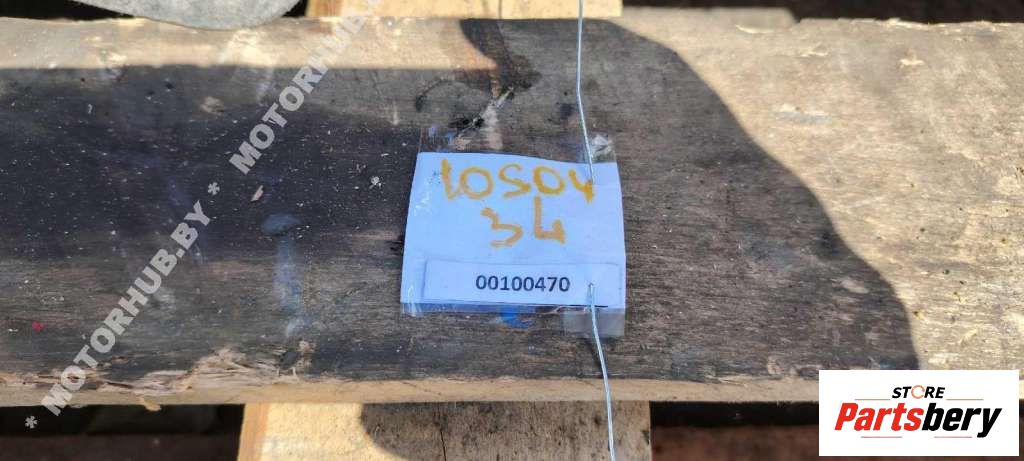 * MOTORHUB.BY * MOTORHUB.BY
10504
34
00100470
STORE
Partsbery